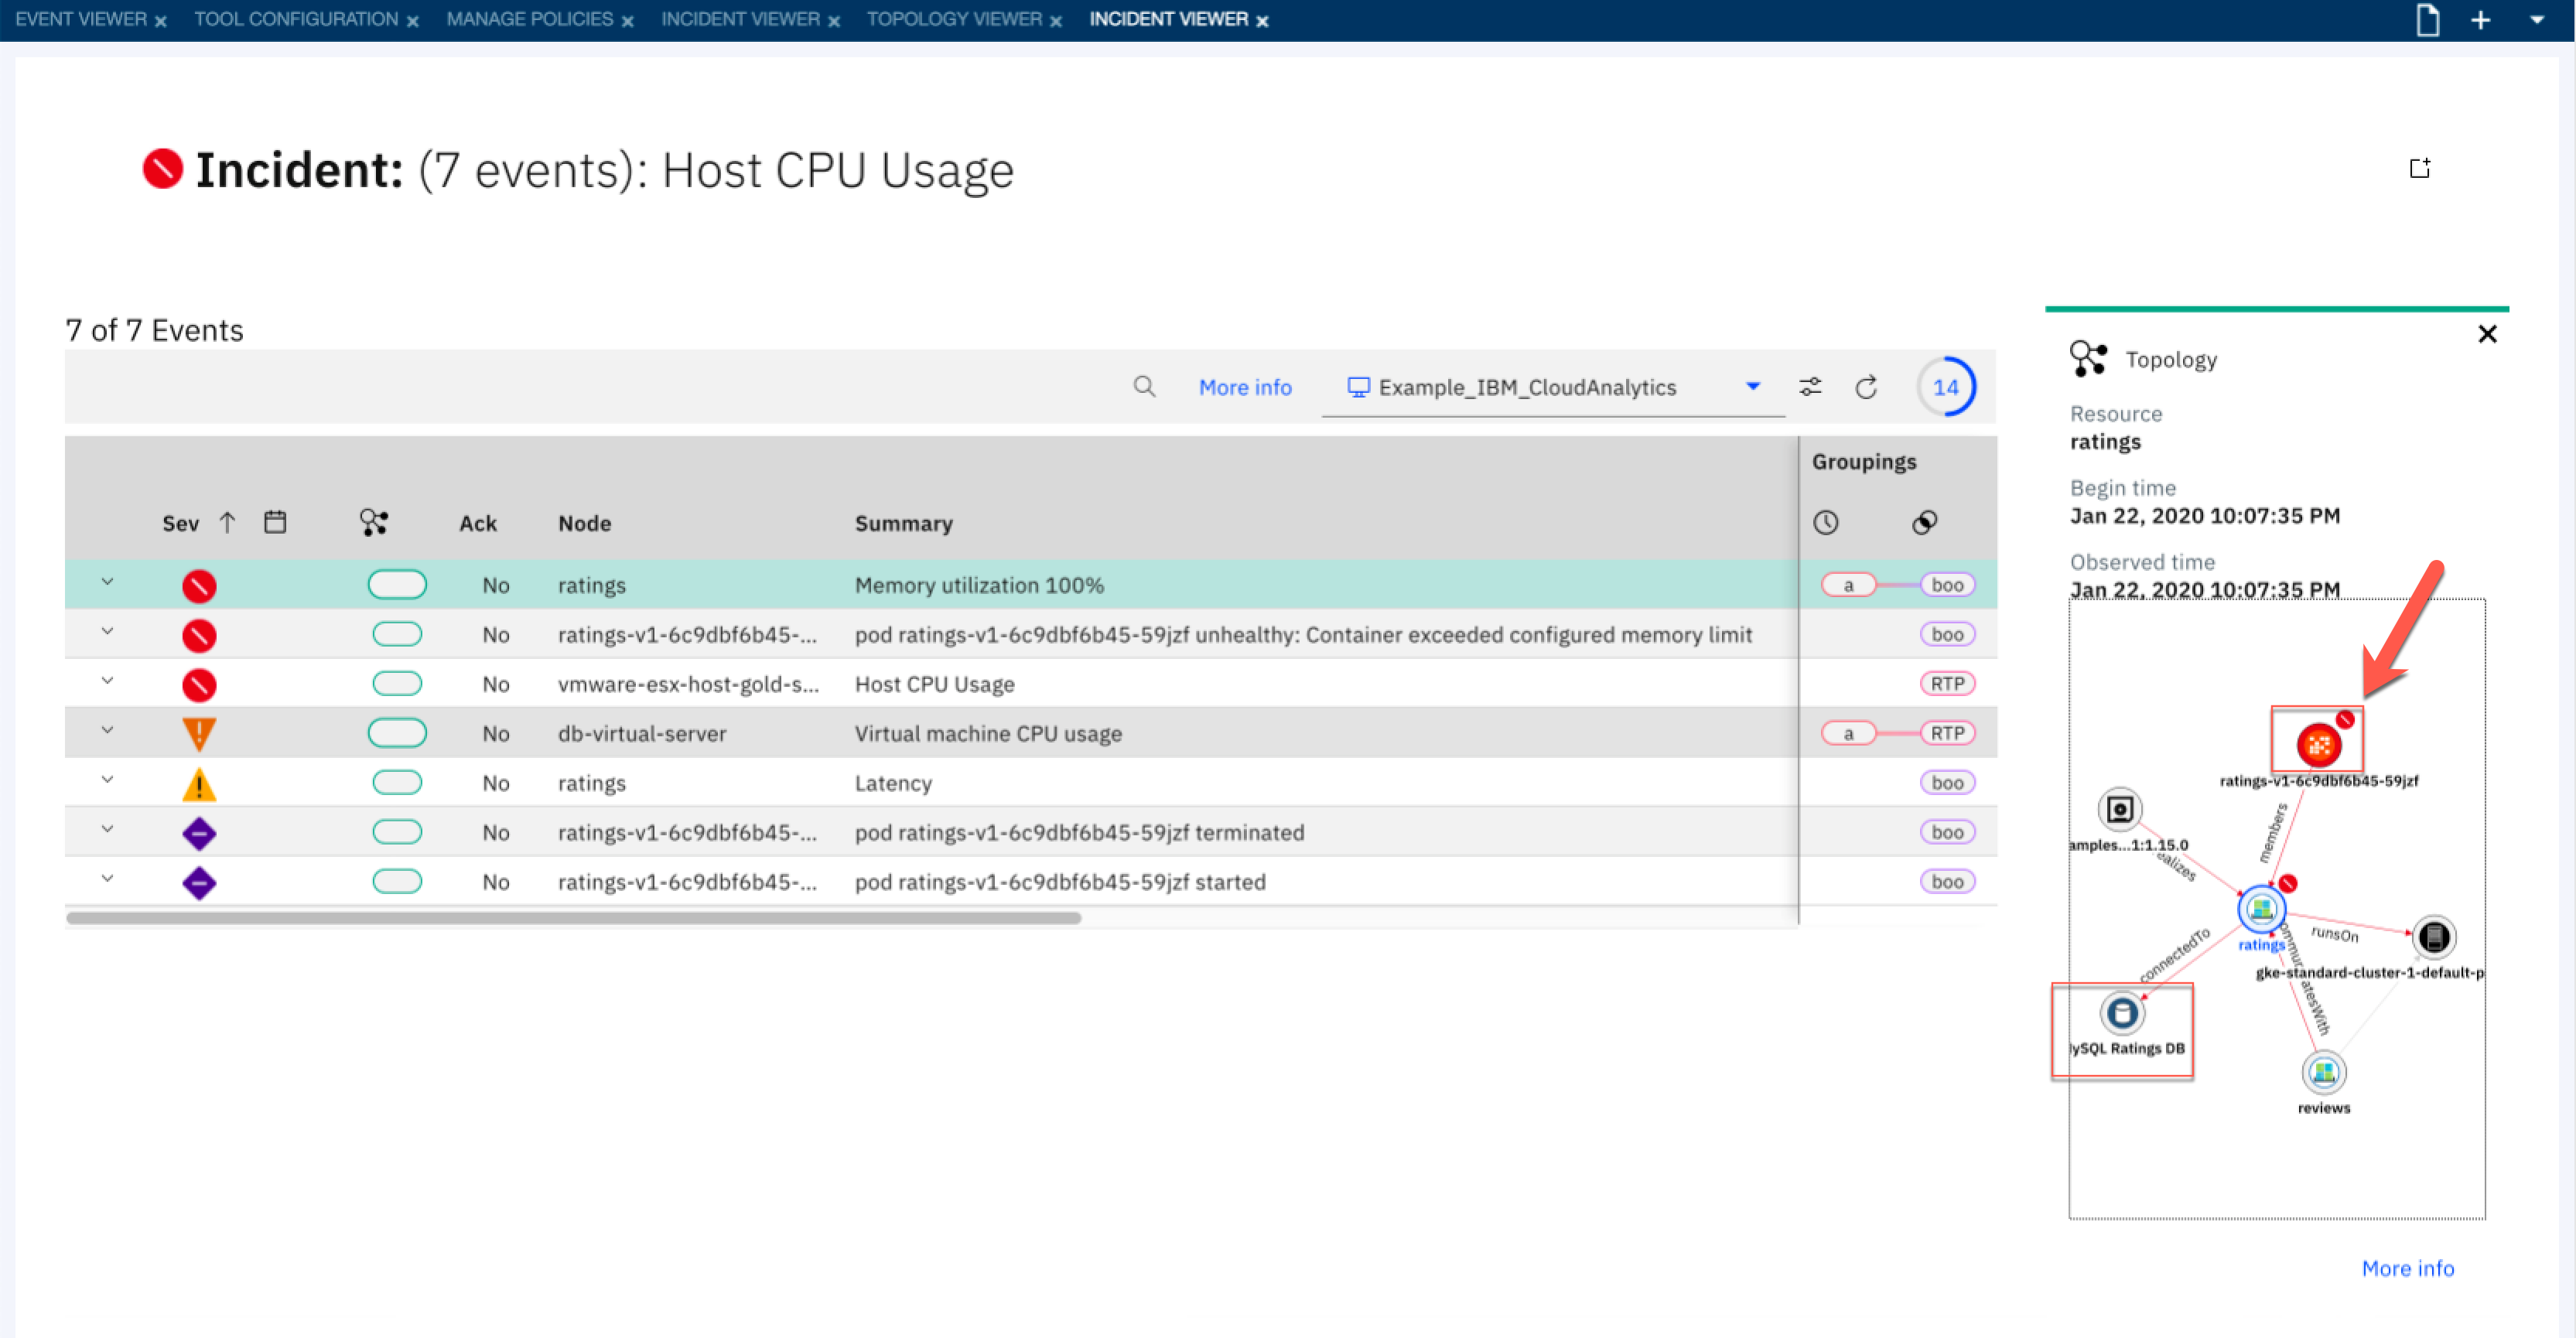 EVENT VIEWER x TOOL CONFIGURATION x MANAGE POLICIES x INCIDENT VIEWER x TOPOLOGY VIEWER x INCIDENT VIEWER x
Incident: (7 events): Host CPU Usage
7 of 7 Events
More info Example_IBM_CloudAnalytics 14
Groupings
Sev Ack Node Summary
No ratings Memory utilization 100% a boo
No ratings-v1-6c9dbf6b45-... pod ratings-v1-6c9dbf6b45-59jzf unhealthy: Container exceeded configured memory limit boo
No vmware-esx-host-gold-s... Host CPU Usage RTP
No db-virtual-server Virtual machine CPU usage a RTP
No ratings Latency boo
No ratings-v1-6c9dbf6b45-... pod ratings-v1-6c9dbf6b45-59jzf terminated boo
No ratings-v1-6c9dbf6b45-... pod ratings-v1-6c9dbf6b45-59jzf started boo
Topology
Resource
ratings
Begin time
Jan 22, 2020 10:07:35 PM
Observed time
Jan 22, 2020 10:07:35 PM
ratings-v1-6c9dbf6b45-59jzf
members
amples...1:1.15.0
ealizes
runsOn
connectedTo
ratings
gke-standard-cluster-1-default-p
ySQL Ratings DB
reviews
More info